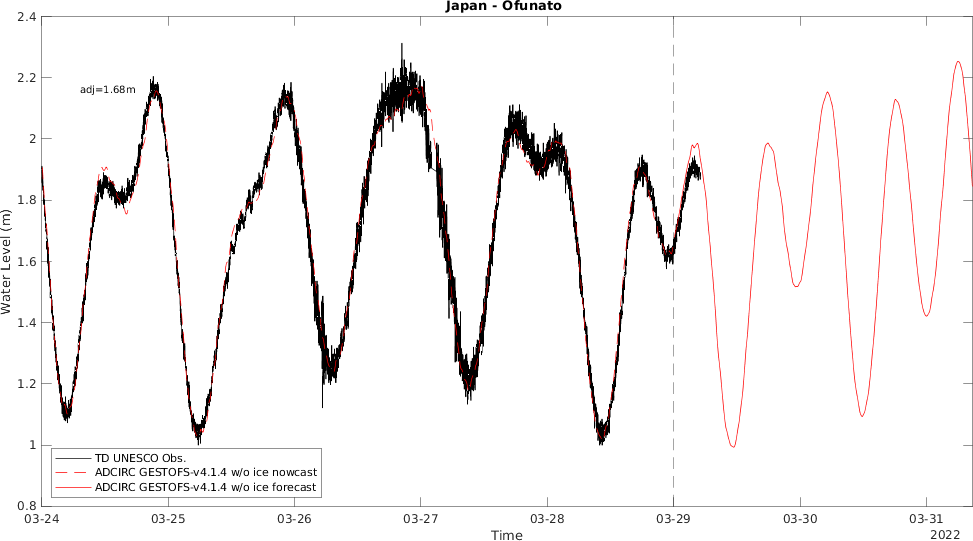 Japan - Ofunato
adj=1.68m
Water Level (m)
2.4
2.2
2
1.8
1.6
1.4
1.2
1
0.8
TD UNESCO Obs.
ADCIRC GESTOFS-v4.1.4 w/o ice nowcast
ADCIRC GESTOFS-v4.1.4 w/o ice forecast
03-24 03-25 03-26 03-27 03-28 03-29 03-30 03-31
Time
2022